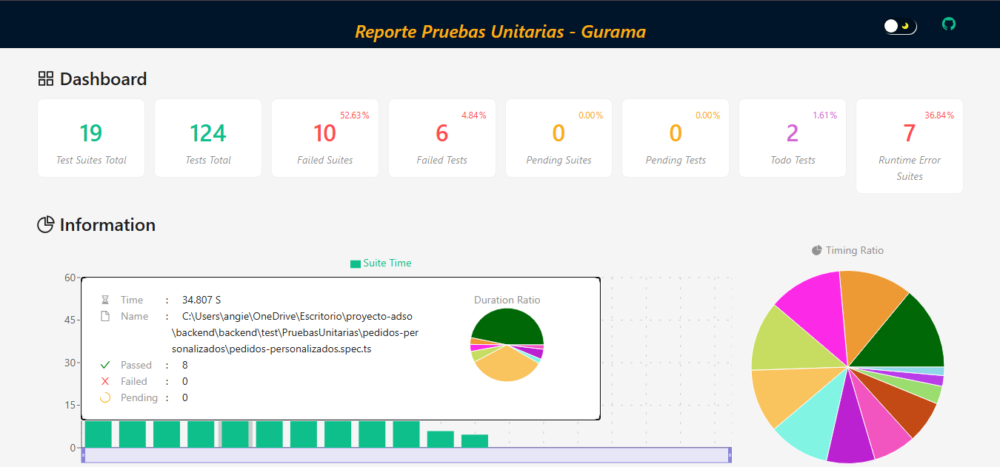 Reporte Pruebas Unitarias - Gurama
Dashboard
52.63%
4.84%
0.00%
0.00%
1.61%
36.84%
19
124
10
6
0
0
2
7
Test Suites Total
Tests Total
Failed Suites
Failed Tests
Pending Suites
Pending Tests
Todo Tests
Runtime Error
Suites
Information
Timing Ratio
Suite Time
60
45
30
15
0
Time : 34.807 S
Name : C:\Users\angie\OneDrive\Escritorio\proyecto-adso
\backend\backend\test\PruebasUnitarias\pedidos-per
sonalizados\pedidos-personalizados.spec.ts
Passed : 8
Failed : 0
Pending : 0
Duration Ratio